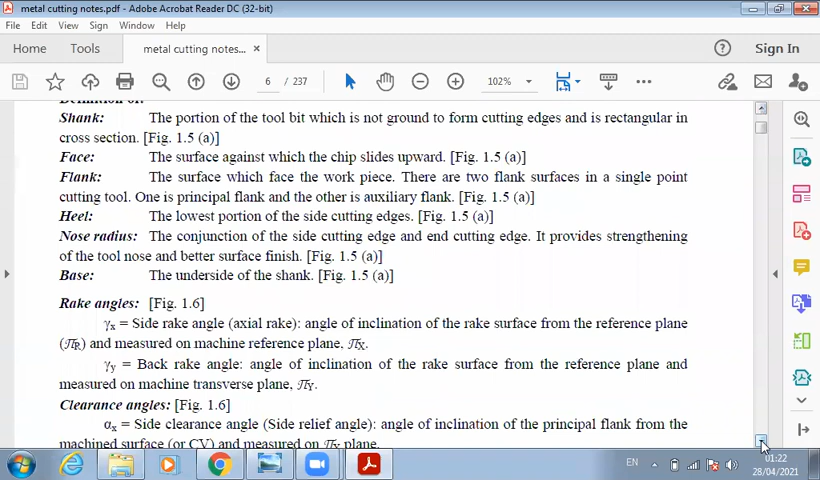 metal cutting notes.pdf - Adobe Acrobat Reader DC (32-bit)
File Edit View Sign Window Help
Home Tools metal cutting notes... × Sign In
6 / 237 102%
Definition of:
Shank: The portion of the tool bit which is not ground to form cutting edges and is rectangular in
cross section. [Fig. 1.5 (a)]
Face: The surface against which the chip slides upward. [Fig. 1.5 (a)]
Flank: The surface which face the work piece. There are two flank surfaces in a single point
cutting tool. One is principal flank and the other is auxiliary flank. [Fig. 1.5 (a)]
Heel: The lowest portion of the side cutting edges. [Fig. 1.5 (a)]
Nose radius: The conjunction of the side cutting edge and end cutting edge. It provides strengthening
of the tool nose and better surface finish. [Fig. 1.5 (a)]
Base: The underside of the shank. [Fig. 1.5 (a)]
Rake angles: [Fig. 1.6]
γx = Side rake angle (axial rake): angle of inclination of the rake surface from the reference plane
(πR) and measured on machine reference plane, πX.
γy = Back rake angle: angle of inclination of the rake surface from the reference plane and
measured on machine transverse plane, πY.
Clearance angles: [Fig. 1.6]
αx = Side clearance angle (Side relief angle): angle of inclination of the principal flank from the
machined surface (or CV) and measured on πX plane.
EN 01:22
28/04/2021